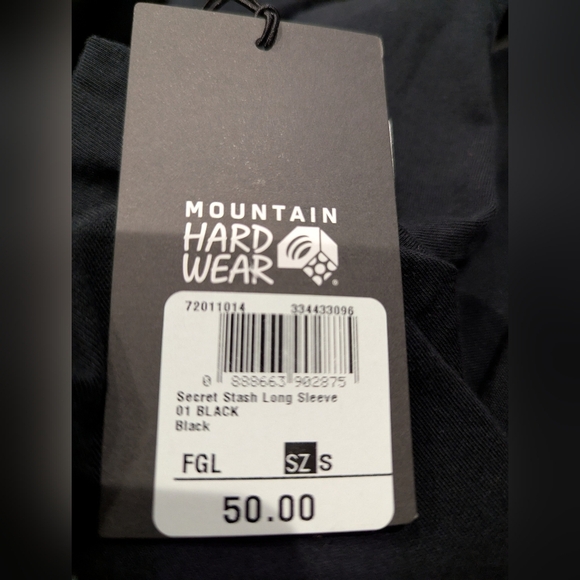 MOUNTAIN
HARD
WEAR
72011014 334433096
0 888663 902875
Secret Stash Long Sleeve
01 BLACK
Black
FGL SZ S
50.00